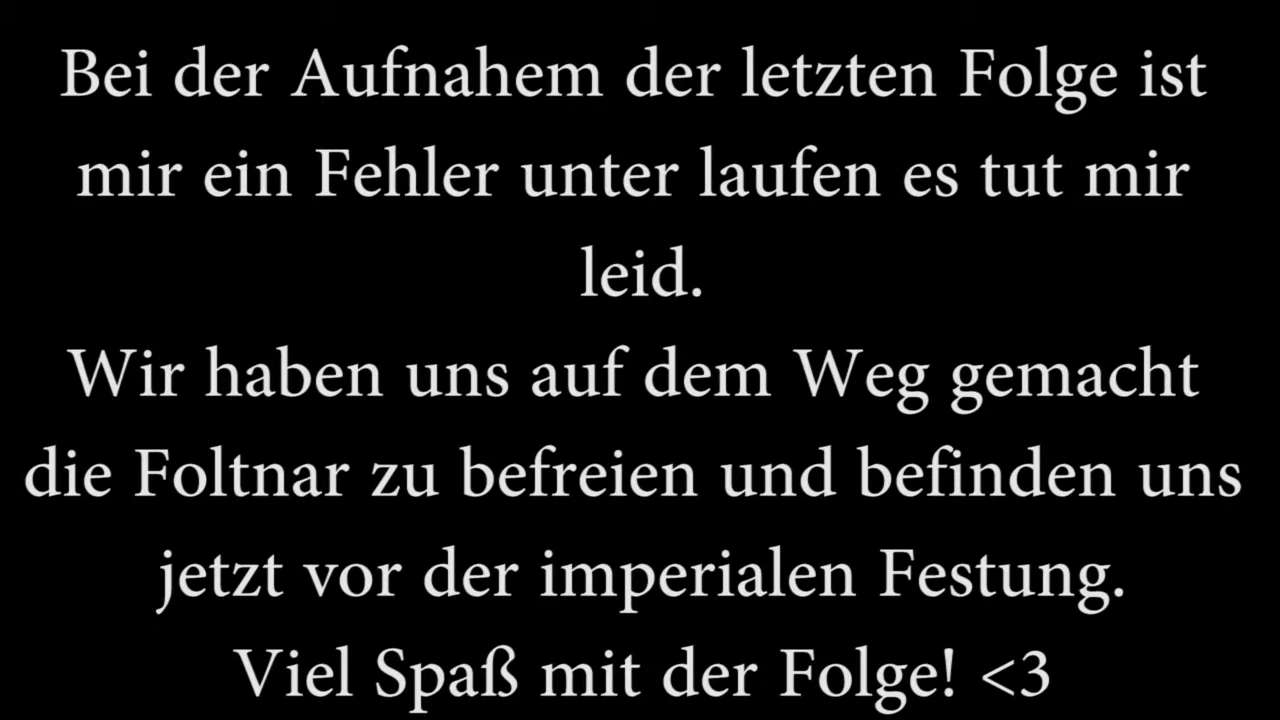 Bei der Aufnahem der letzten Folge ist
mir ein Fehler unter laufen es tut mir
leid.
Wir haben uns auf dem Weg gemacht
die Foltnar zu befreien und befinden uns
jetzt vor der imperialen Festung.
Viel Spaß mit der Folge! <3